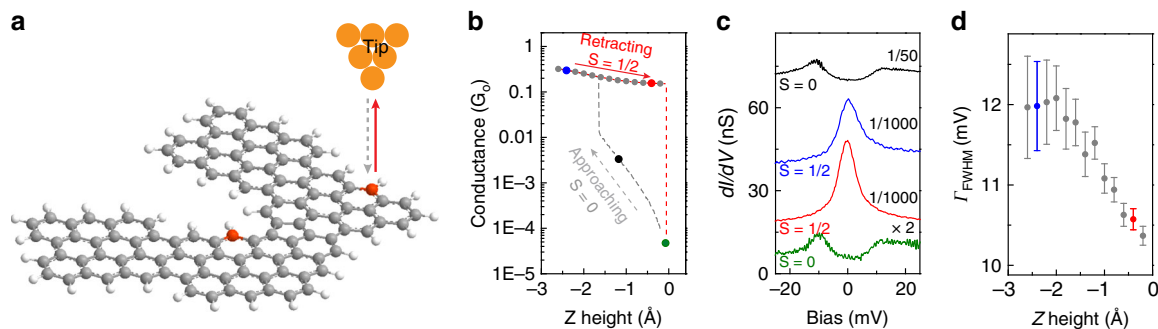 a
Tip
b
Conductance (G₀)
1
0.1
0.01
1E−3
1E−4
1E−5
Retracting
S = 1/2
Approaching
S = 0
−3
−2
−1
0
Z height (Å)
c
dI/dV (nS)
60
30
0
1/50
S = 0
1/1000
S = 1/2
1/1000
S = 1/2
× 2
S = 0
−20
0
20
Bias (mV)
d
Γ_FWHM (mV)
12
11
10
−3
−2
−1
0
Z height (Å)